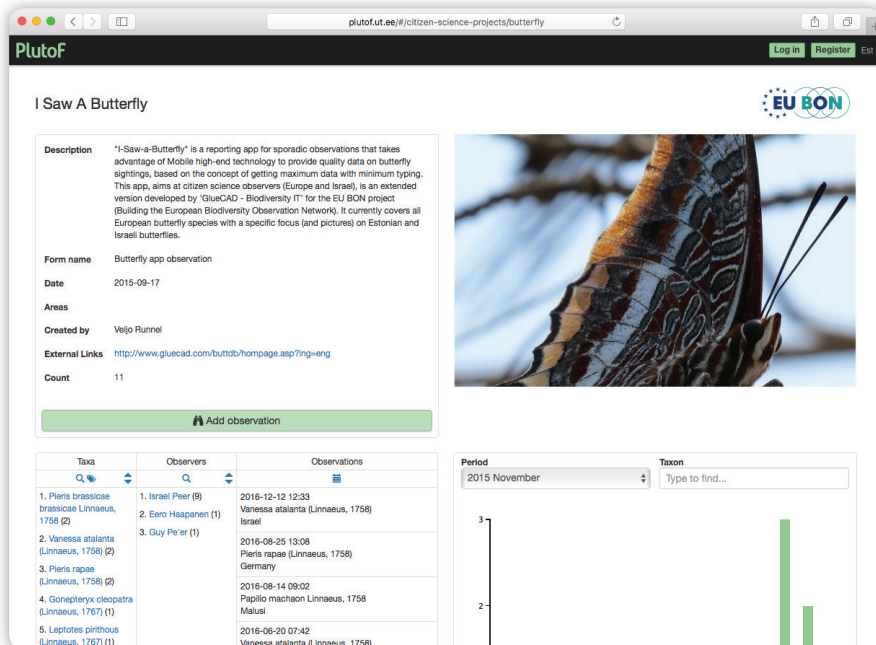 plutof.ut.ee/#/citizen-science-projects/butterfly
PlutoF
Log in
Register
Est
I Saw A Butterfly
EU BON
Description
"I-Saw-a-Butterfly" is a reporting app for sporadic observations that takes
advantage of Mobile high-end technology to provide quality data on butterfly
sightings, based on the concept of getting maximum data with minimum typing.
This app, aims at citizen science observers (Europe and Israel), is an extended
version developed by 'GlueCAD - Biodiversity IT' for the EU BON project
(Building the European Biodiversity Observation Network). It currently covers all
European butterfly species with a specific focus (and pictures) on Estonian and
Israeli butterflies.
Form name
Butterfly app observation
Date
2015-09-17
Areas
Created by
Veljo Runnel
External Links
http://www.gluecad.com/buttdb/hompage.asp?lng=eng
Count
11
Add observation
Taxa
1. Pieris brassicae
brassicae Linnaeus,
1758 (2)
2. Vanessa atalanta
(Linnaeus, 1758) (2)
3. Pieris rapae
(Linnaeus, 1758) (2)
4. Gonepteryx cleopatra
(Linnaeus, 1767) (1)
5. Leptotes pirithous
(Linnaeus, 1767) (1)
Observers
1. Israel Peer (9)
2. Eero Haapanen (1)
3. Guy Pe'er (1)
Observations
2016-12-12 12:33
Vanessa atalanta (Linnaeus, 1758)
Israel
2016-08-25 13:08
Pieris rapae (Linnaeus, 1758)
Germany
2016-08-14 09:02
Papilio machaon Linnaeus, 1758
Malusi
2016-06-20 07:42
Vanessa atalanta (Linnaeus, 1758)
Period
2015 November
Taxon
Type to find...
3
2